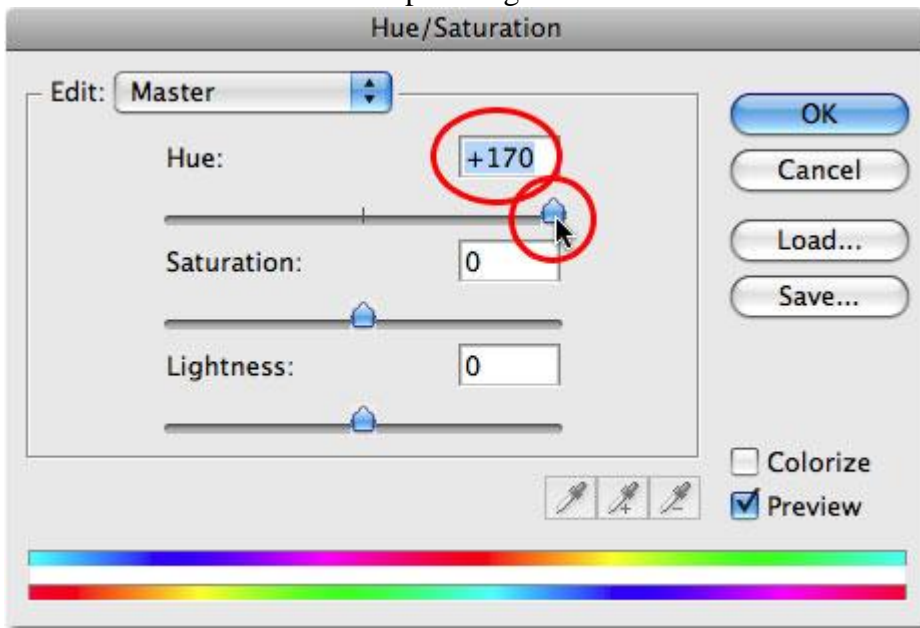 Hue/Saturation
Edit: Master
OK
Hue: +170
Cancel
Load...
Saturation: 0
Save...
Lightness: 0
Colorize
Preview